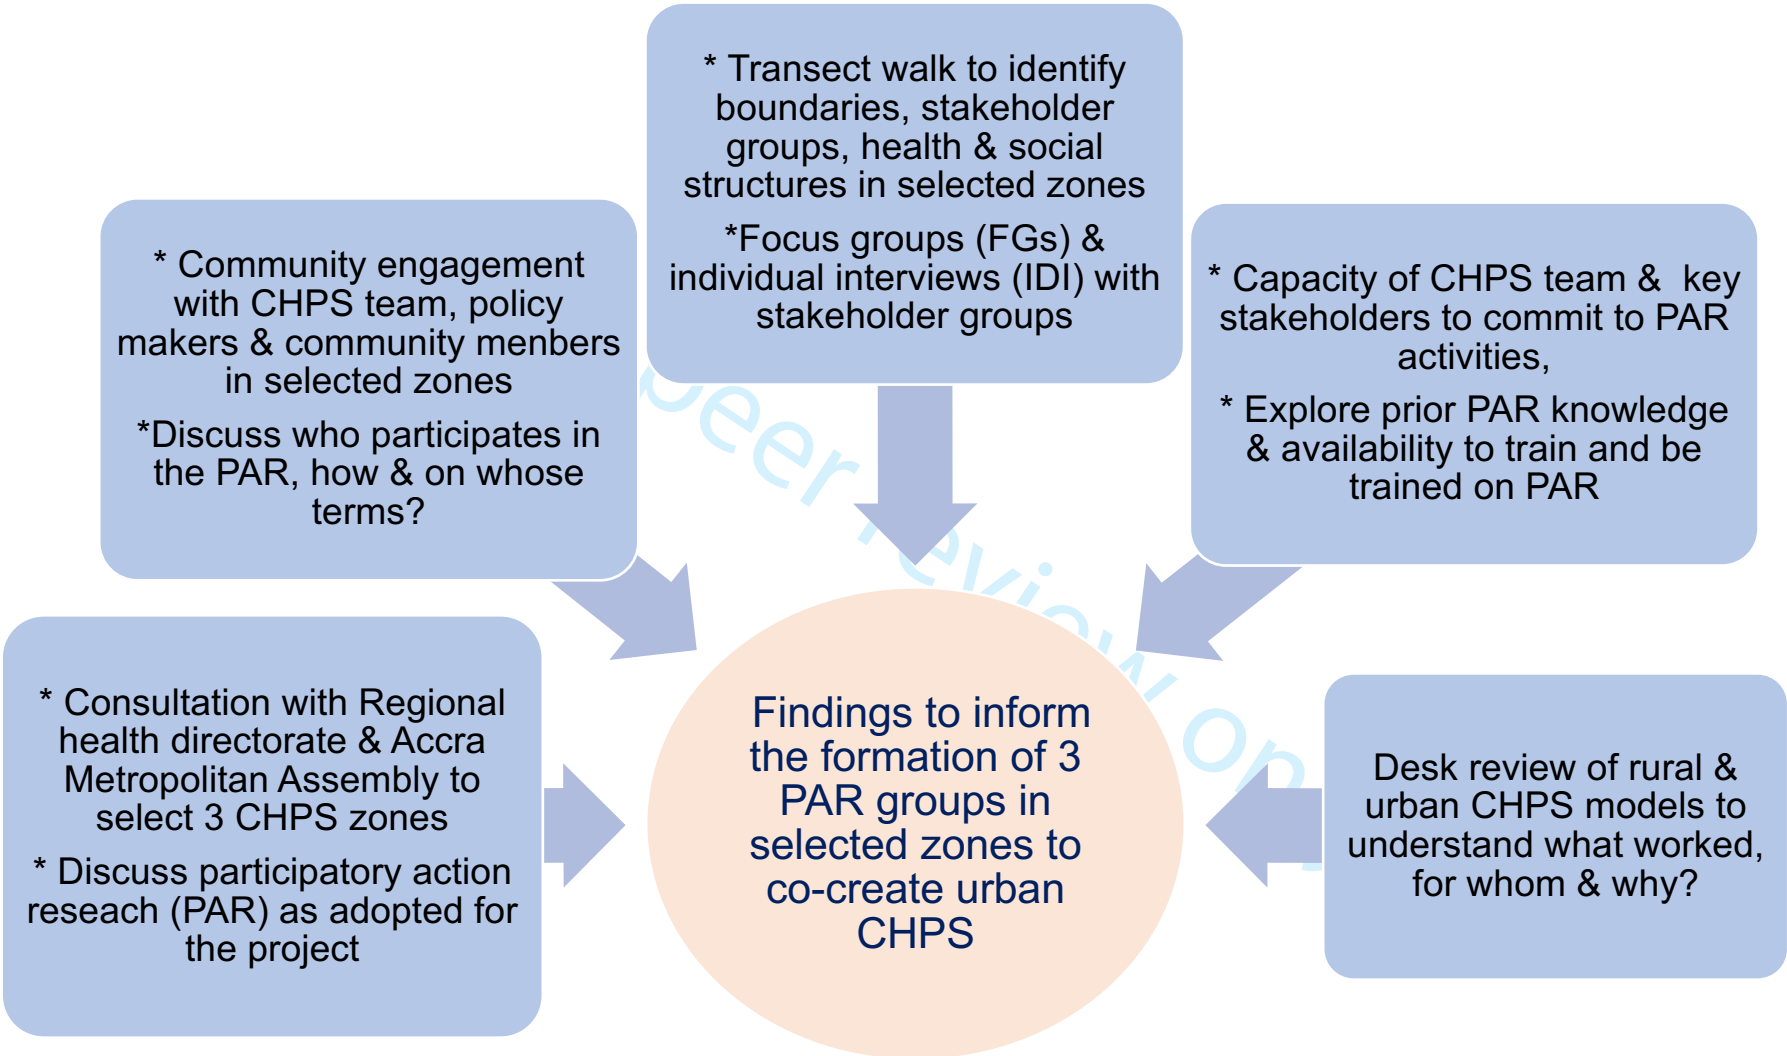 * Transect walk to identify
boundaries, stakeholder
groups, health & social
structures in selected zones
*Focus groups (FGs) &
individual interviews (IDI) with
stakeholder groups
* Community engagement
with CHPS team, policy
makers & community menbers
in selected zones
*Discuss who participates in
the PAR, how & on whose
terms?
* Capacity of CHPS team & key
stakeholders to commit to PAR
activities,
* Explore prior PAR knowledge
& availability to train and be
trained on PAR
* Consultation with Regional
health directorate & Accra
Metropolitan Assembly to
select 3 CHPS zones
* Discuss participatory action
reseach (PAR) as adopted for
the project
Findings to inform
the formation of 3
PAR groups in
selected zones to
co-create urban
CHPS
Desk review of rural &
urban CHPS models to
understand what worked,
for whom & why?
peer review